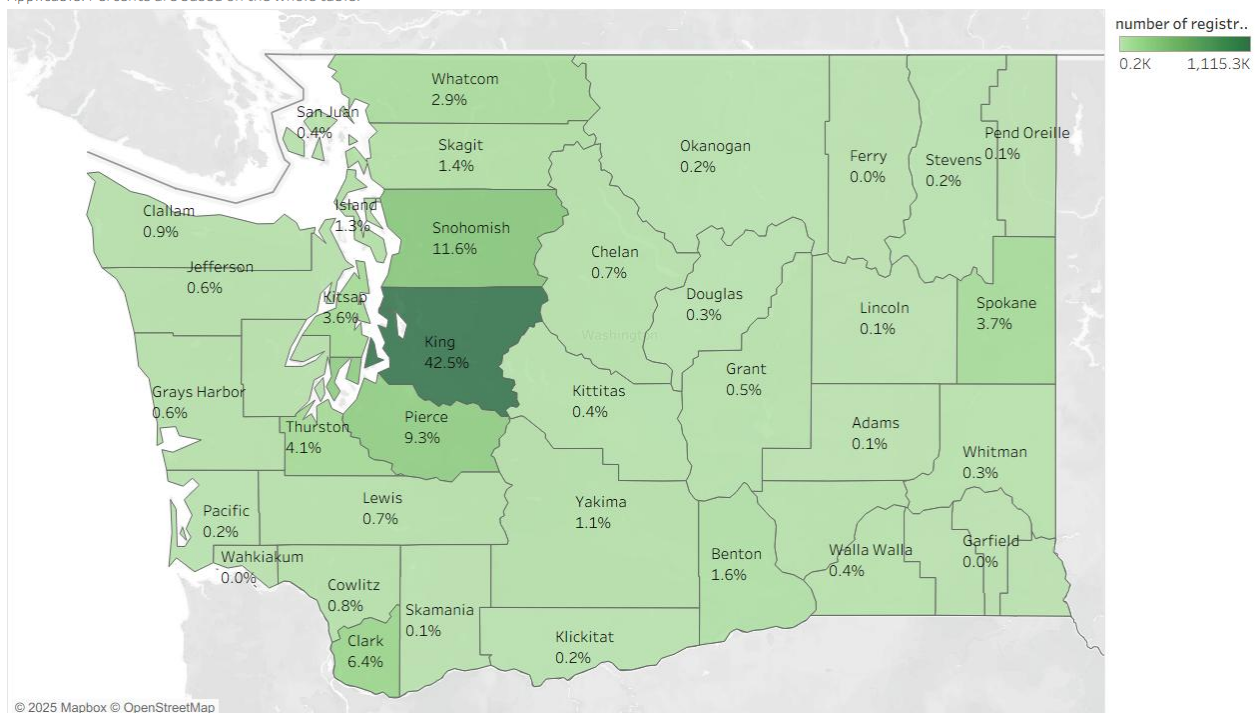 number of registr..
0.2K 1,115.3K
Whatcom
2.9%
San Juan
0.4%
Skagit
1.4%
Okanogan
0.2%
Ferry
0.0%
Stevens
0.2%
Pend Oreille
0.1%
Clallam
0.9%
Island
1.3%
Snohomish
11.6%
Chelan
0.7%
Jefferson
0.6%
Kitsap
3.6%
Douglas
0.3%
Lincoln
0.1%
Spokane
3.7%
Washington
King
42.5%
Grant
0.5%
Grays Harbor
0.6%
Kittitas
0.4%
Thurston
4.1%
Pierce
9.3%
Adams
0.1%
Whitman
0.3%
Pacific
0.2%
Lewis
0.7%
Yakima
1.1%
Wahkiakum
0.0%
Benton
1.6%
Walla Walla
0.4%
Garfield
0.0%
Cowlitz
0.8%
Skamania
0.1%
Clark
6.4%
Klickitat
0.2%
© 2025 Mapbox © OpenStreetMap